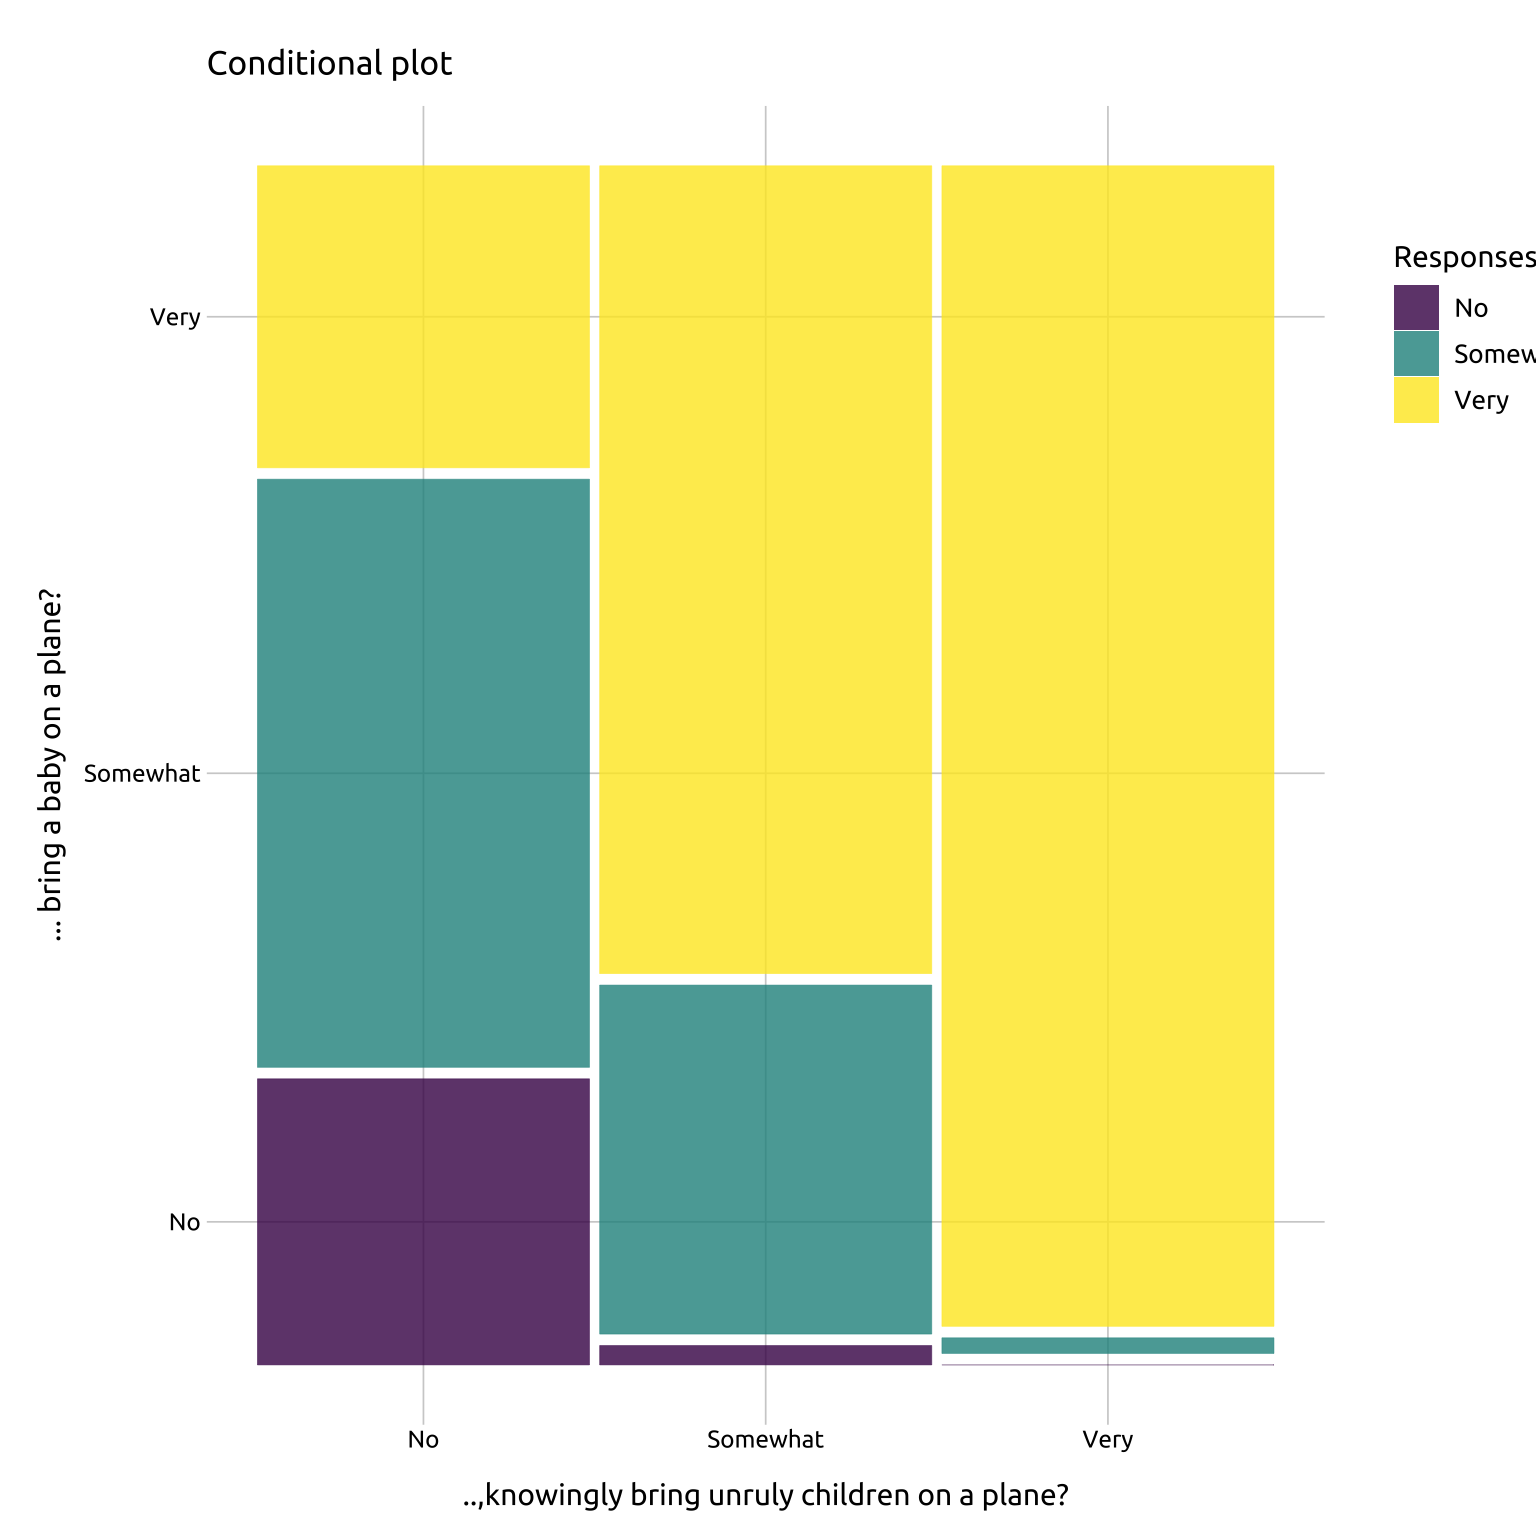 Conditional plot
Responses
No
Somew
Very
Very
Somewhat
No
... bring a baby on a plane?
No Somewhat Very
..,knowingly bring unruly children on a plane?